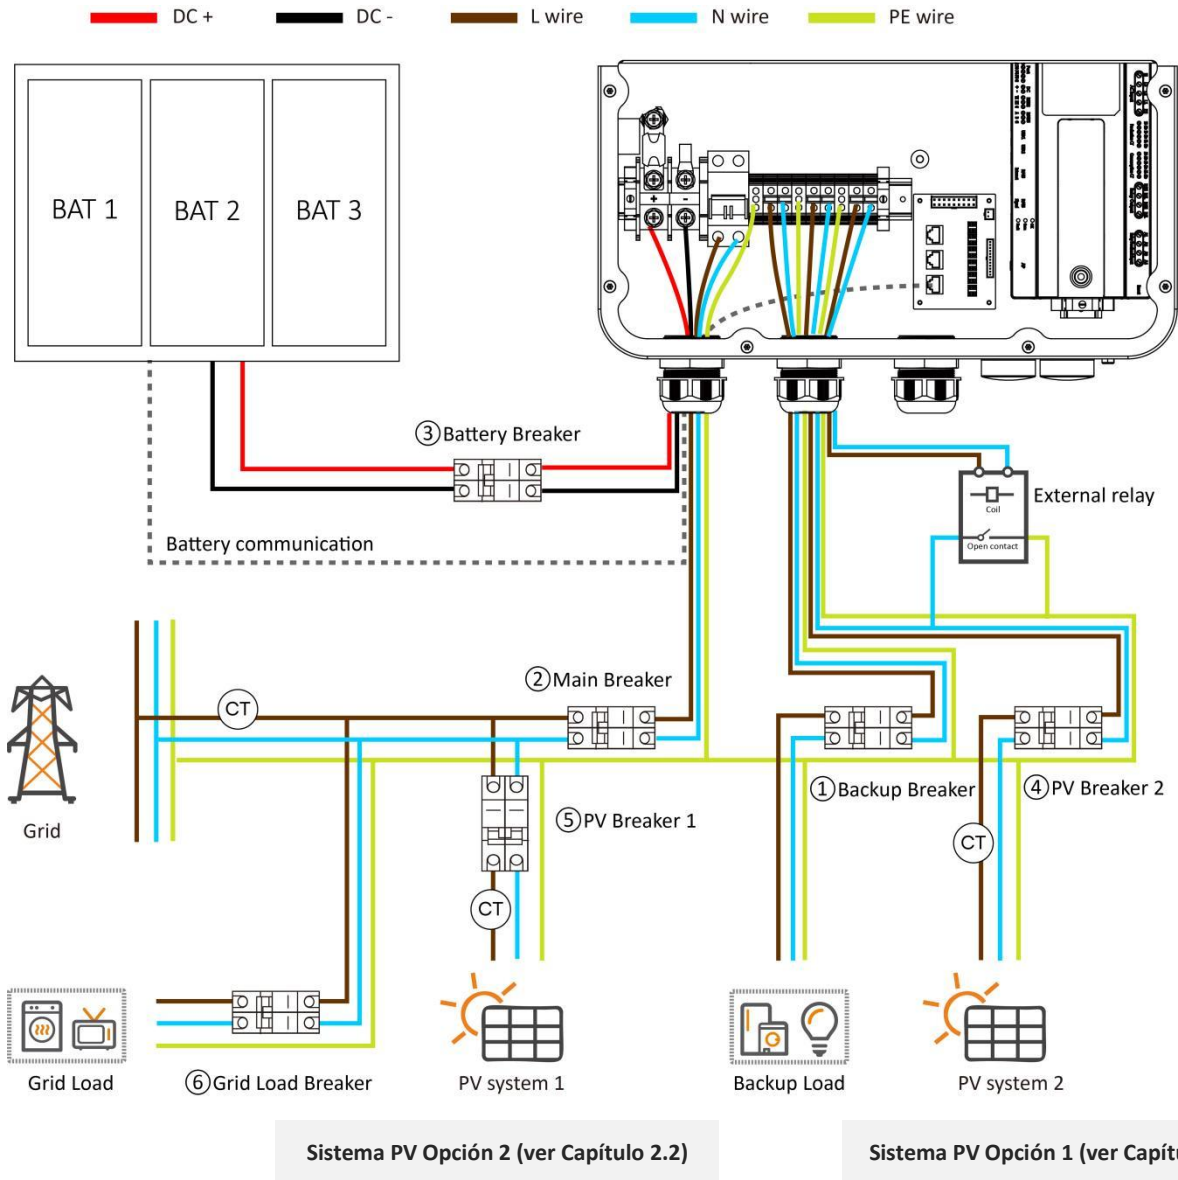 DC +
DC -
L wire
N wire
PE wire
BAT 1
BAT 2
BAT 3
+
-
③Battery Breaker
External relay
Coil
Open contact
Battery communication
②Main Breaker
CT
①Backup Breaker
④PV Breaker 2
⑤PV Breaker 1
Grid
CT
CT
Grid Load
⑥Grid Load Breaker
PV system 1
Backup Load
PV system 2
Sistema PV Opción 2 (ver Capítulo 2.2)
Sistema PV Opción 1 (ver Capítu